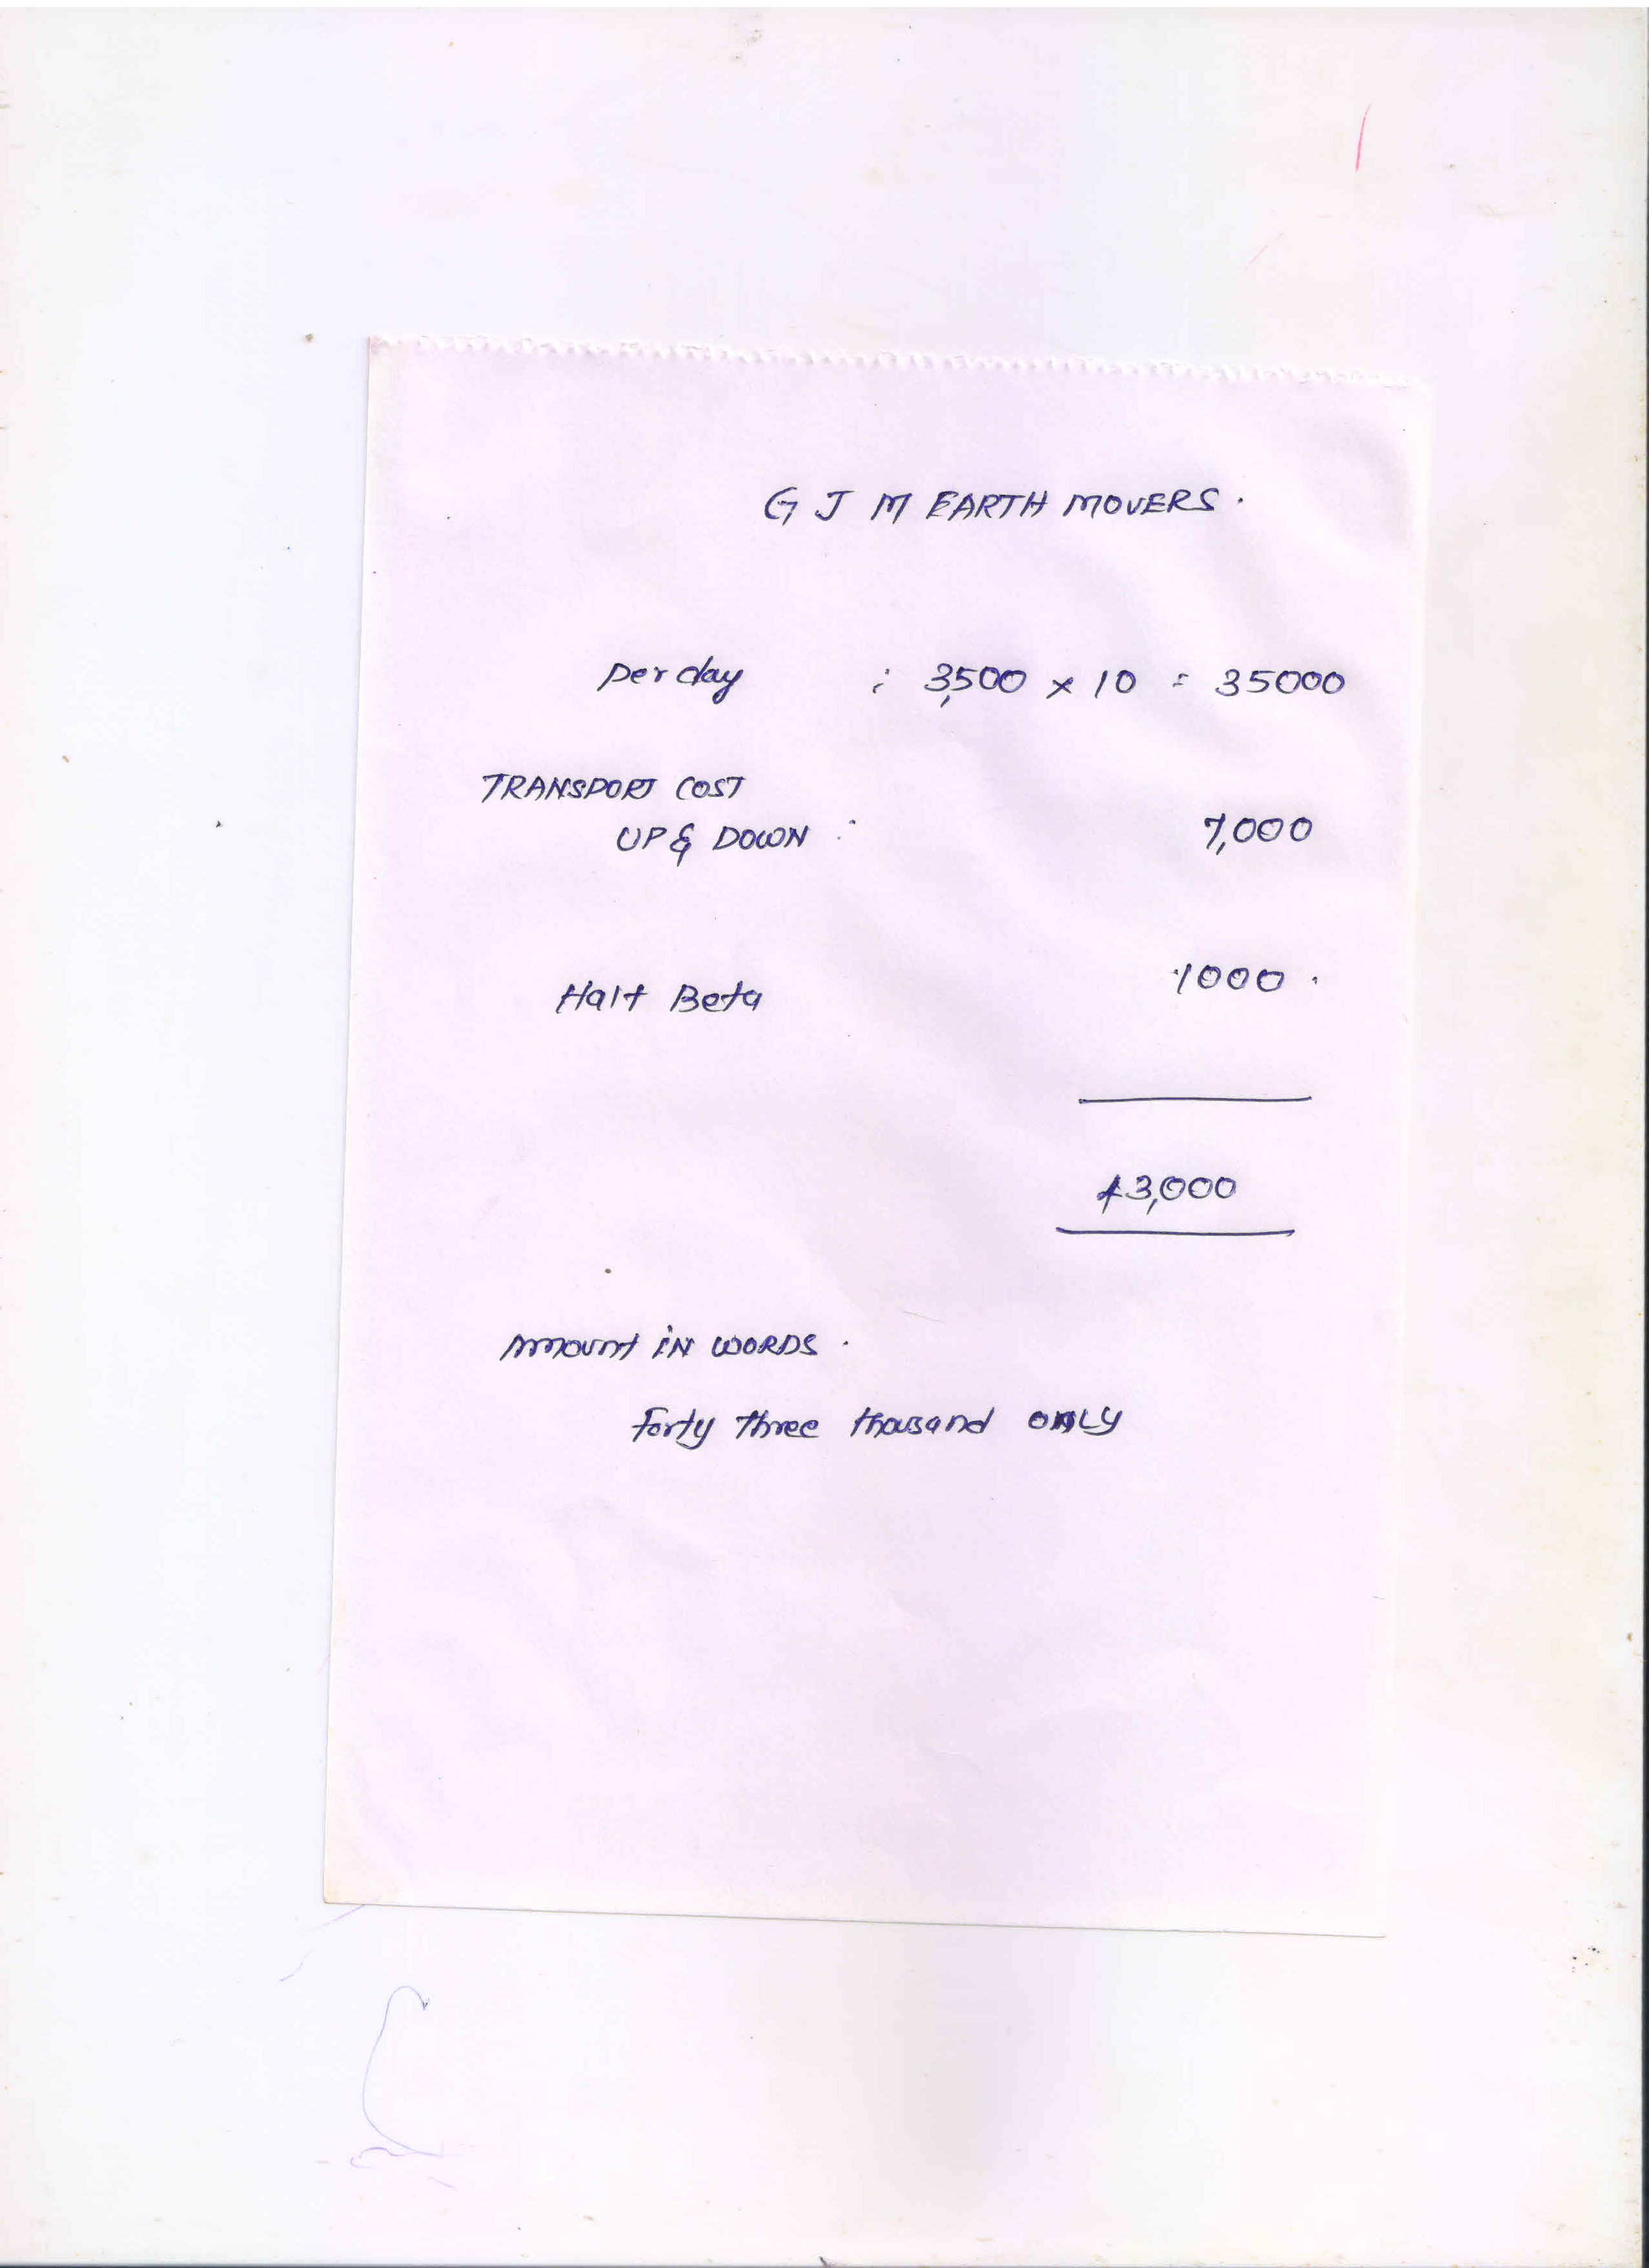 G J M EARTH MOVERS.
per day : 3,500 x 10 = 35000
TRANSPORT COST
UP & DOWN : 7,000
Halt Beta 1000.
43,000
Amount IN WORDS.
Forty Three thousand ONLY